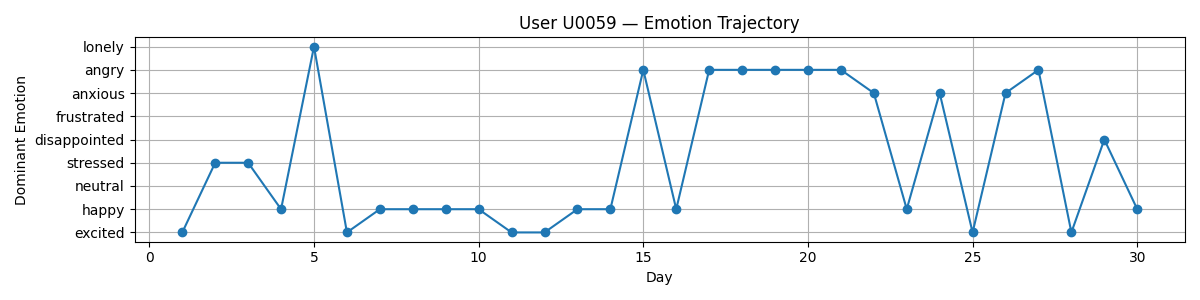 User U0059 — Emotion Trajectory
Dominant Emotion
lonely
angry
anxious
frustrated
disappointed
stressed
neutral
happy
excited
0 5 10 15 20 25 30
Day